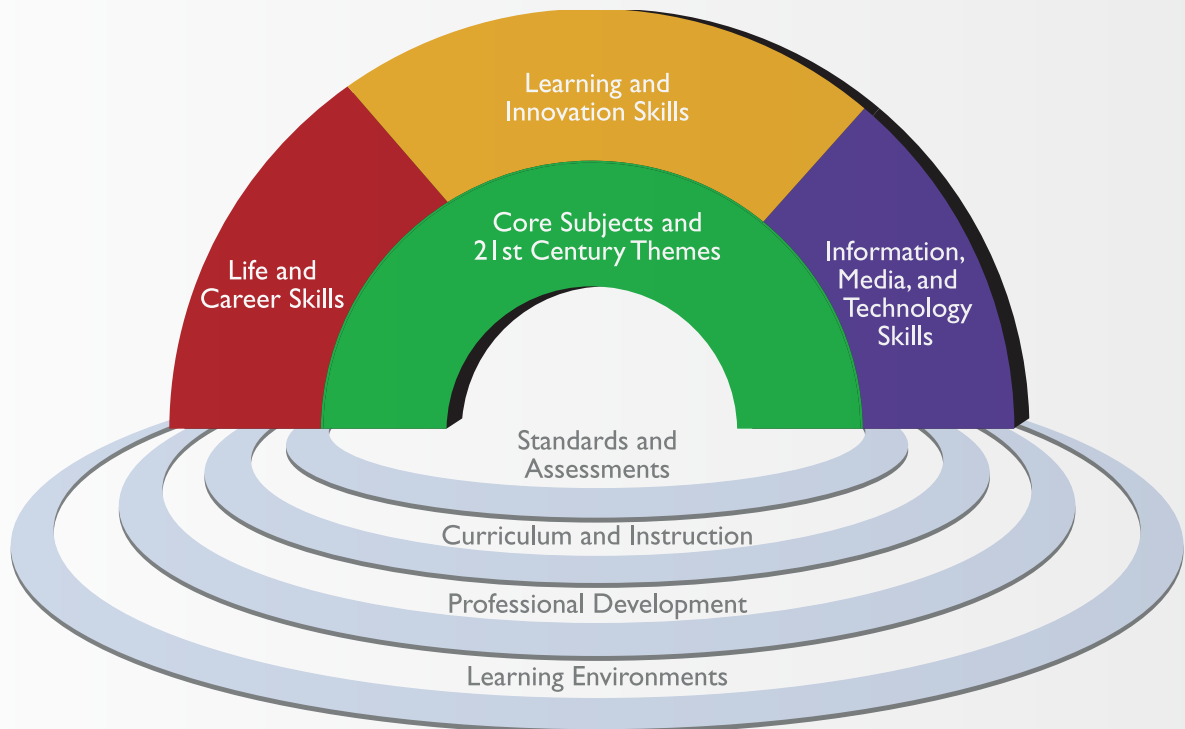 Learning and
Innovation Skills
Core Subjects and
21st Century Themes
Life and
Career Skills
Information,
Media, and
Technology
Skills
Standards and
Assessments
Curriculum and Instruction
Professional Development
Learning Environments